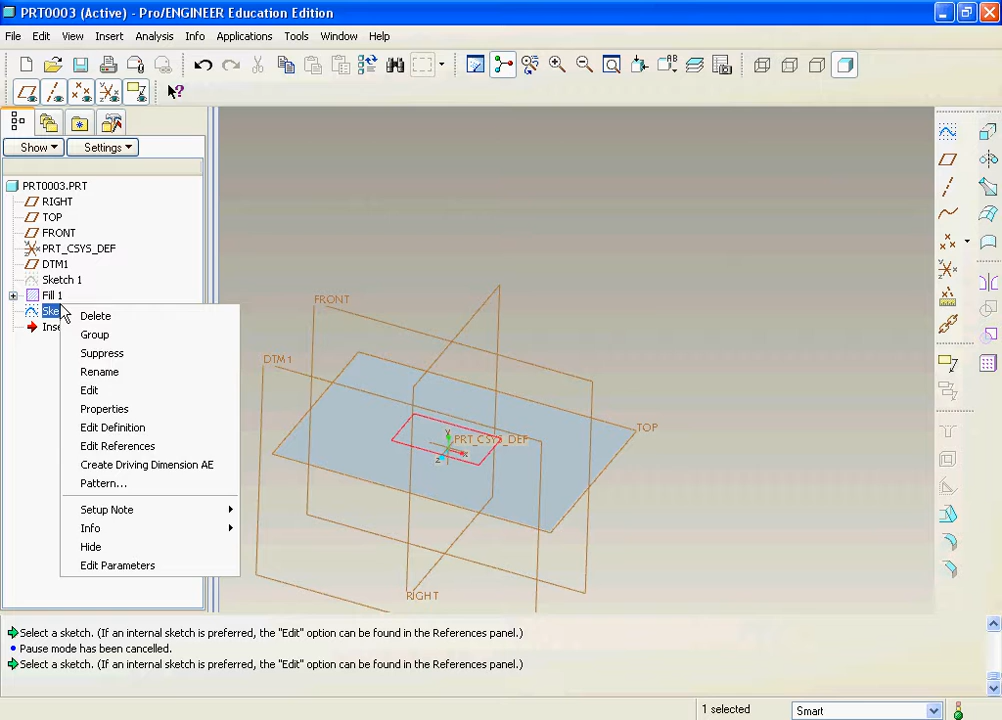 PRT0003 (Active) - Pro/ENGINEER Education Edition
File Edit View Insert Analysis Info Applications Tools Window Help
Show Settings
PRT0003.PRT
RIGHT
TOP
FRONT
PRT_CSYS_DEF
DTM1
Sketch 1
Fill 1
Ske
Inse
Delete
Group
Suppress
Rename
Edit
Properties
Edit Definition
Edit References
Create Driving Dimension AE
Pattern...
Setup Note
Info
Hide
Edit Parameters
FRONT
DTM1
TOP
Y
PRT_CSYS_DEF
X
Z
RIGHT
Select a sketch. (If an internal sketch is preferred, the "Edit" option can be found in the References panel.)
Pause mode has been cancelled.
Select a sketch. (If an internal sketch is preferred, the "Edit" option can be found in the References panel.)
1 selected
Smart